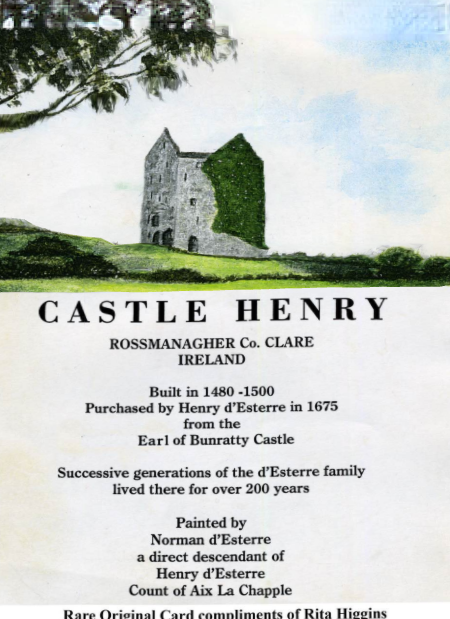 CASTLE HENRY
ROSSMANAGHER Co. CLARE
IRELAND
Built in 1480 -1500
Purchased by Henry d'Esterre in 1675
from the
Earl of Bunratty Castle
Successive generations of the d'Esterre family
lived there for over 200 years
Painted by
Norman d'Esterre
a direct descendant of
Henry d'Esterre
Count of Aix La Chapple
Rare Original Card compliments of Rita Higgins